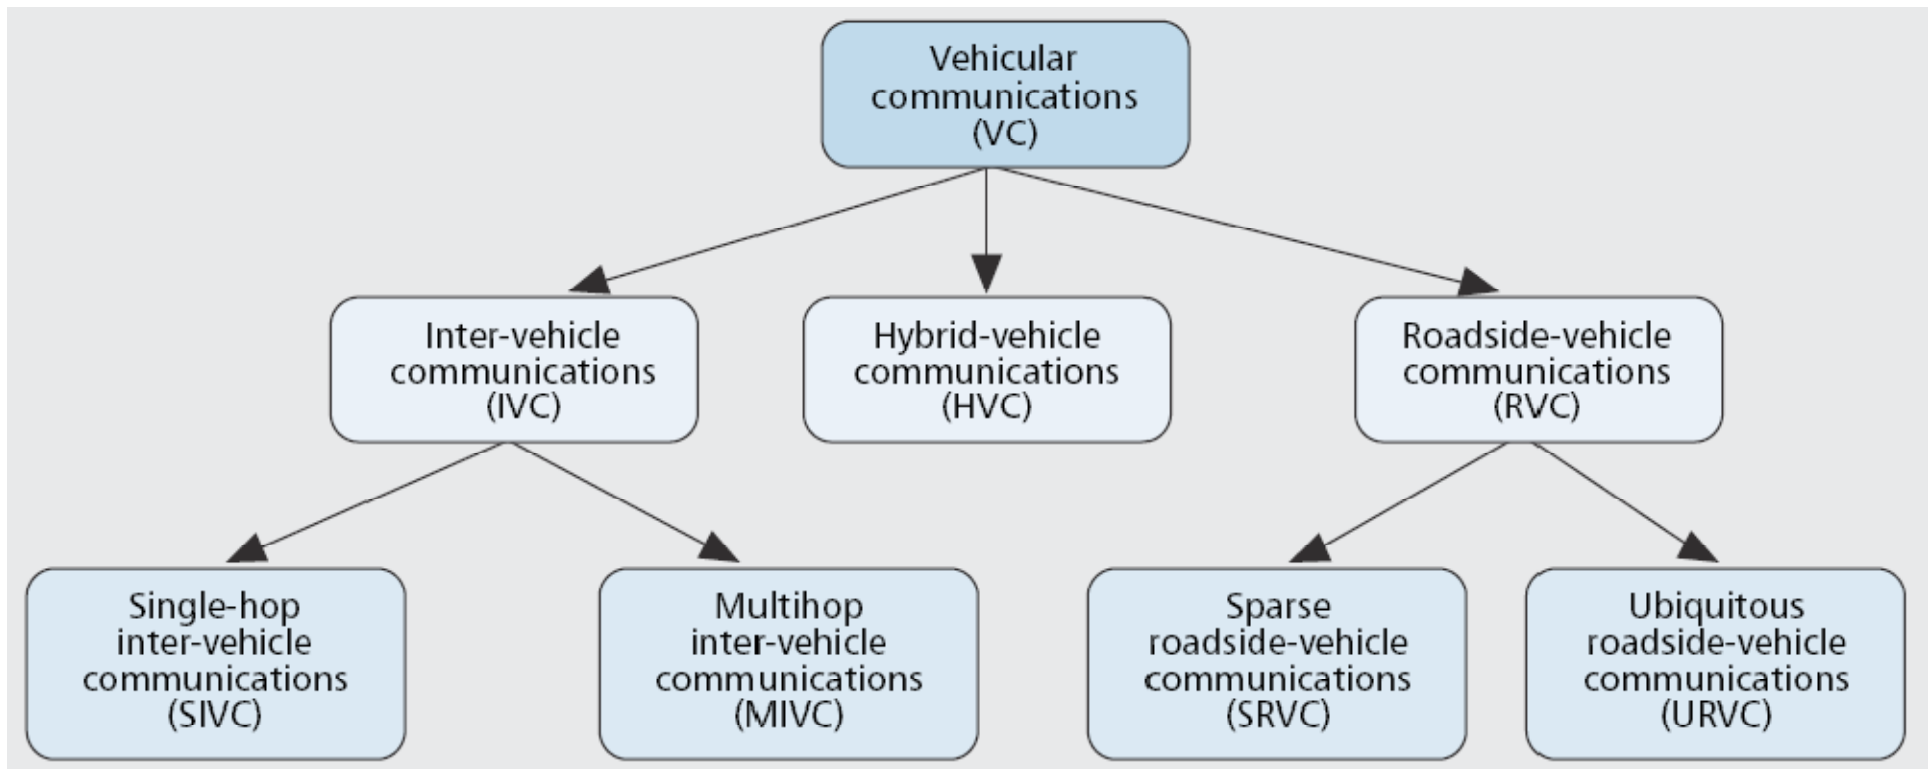 Vehicular
communications
(VC)
Inter-vehicle
communications
(IVC)
Hybrid-vehicle
communications
(HVC)
Roadside-vehicle
communications
(RVC)
Single-hop
inter-vehicle
communications
(SIVC)
Multihop
inter-vehicle
communications
(MIVC)
Sparse
roadside-vehicle
communications
(SRVC)
Ubiquitous
roadside-vehicle
communications
(URVC)